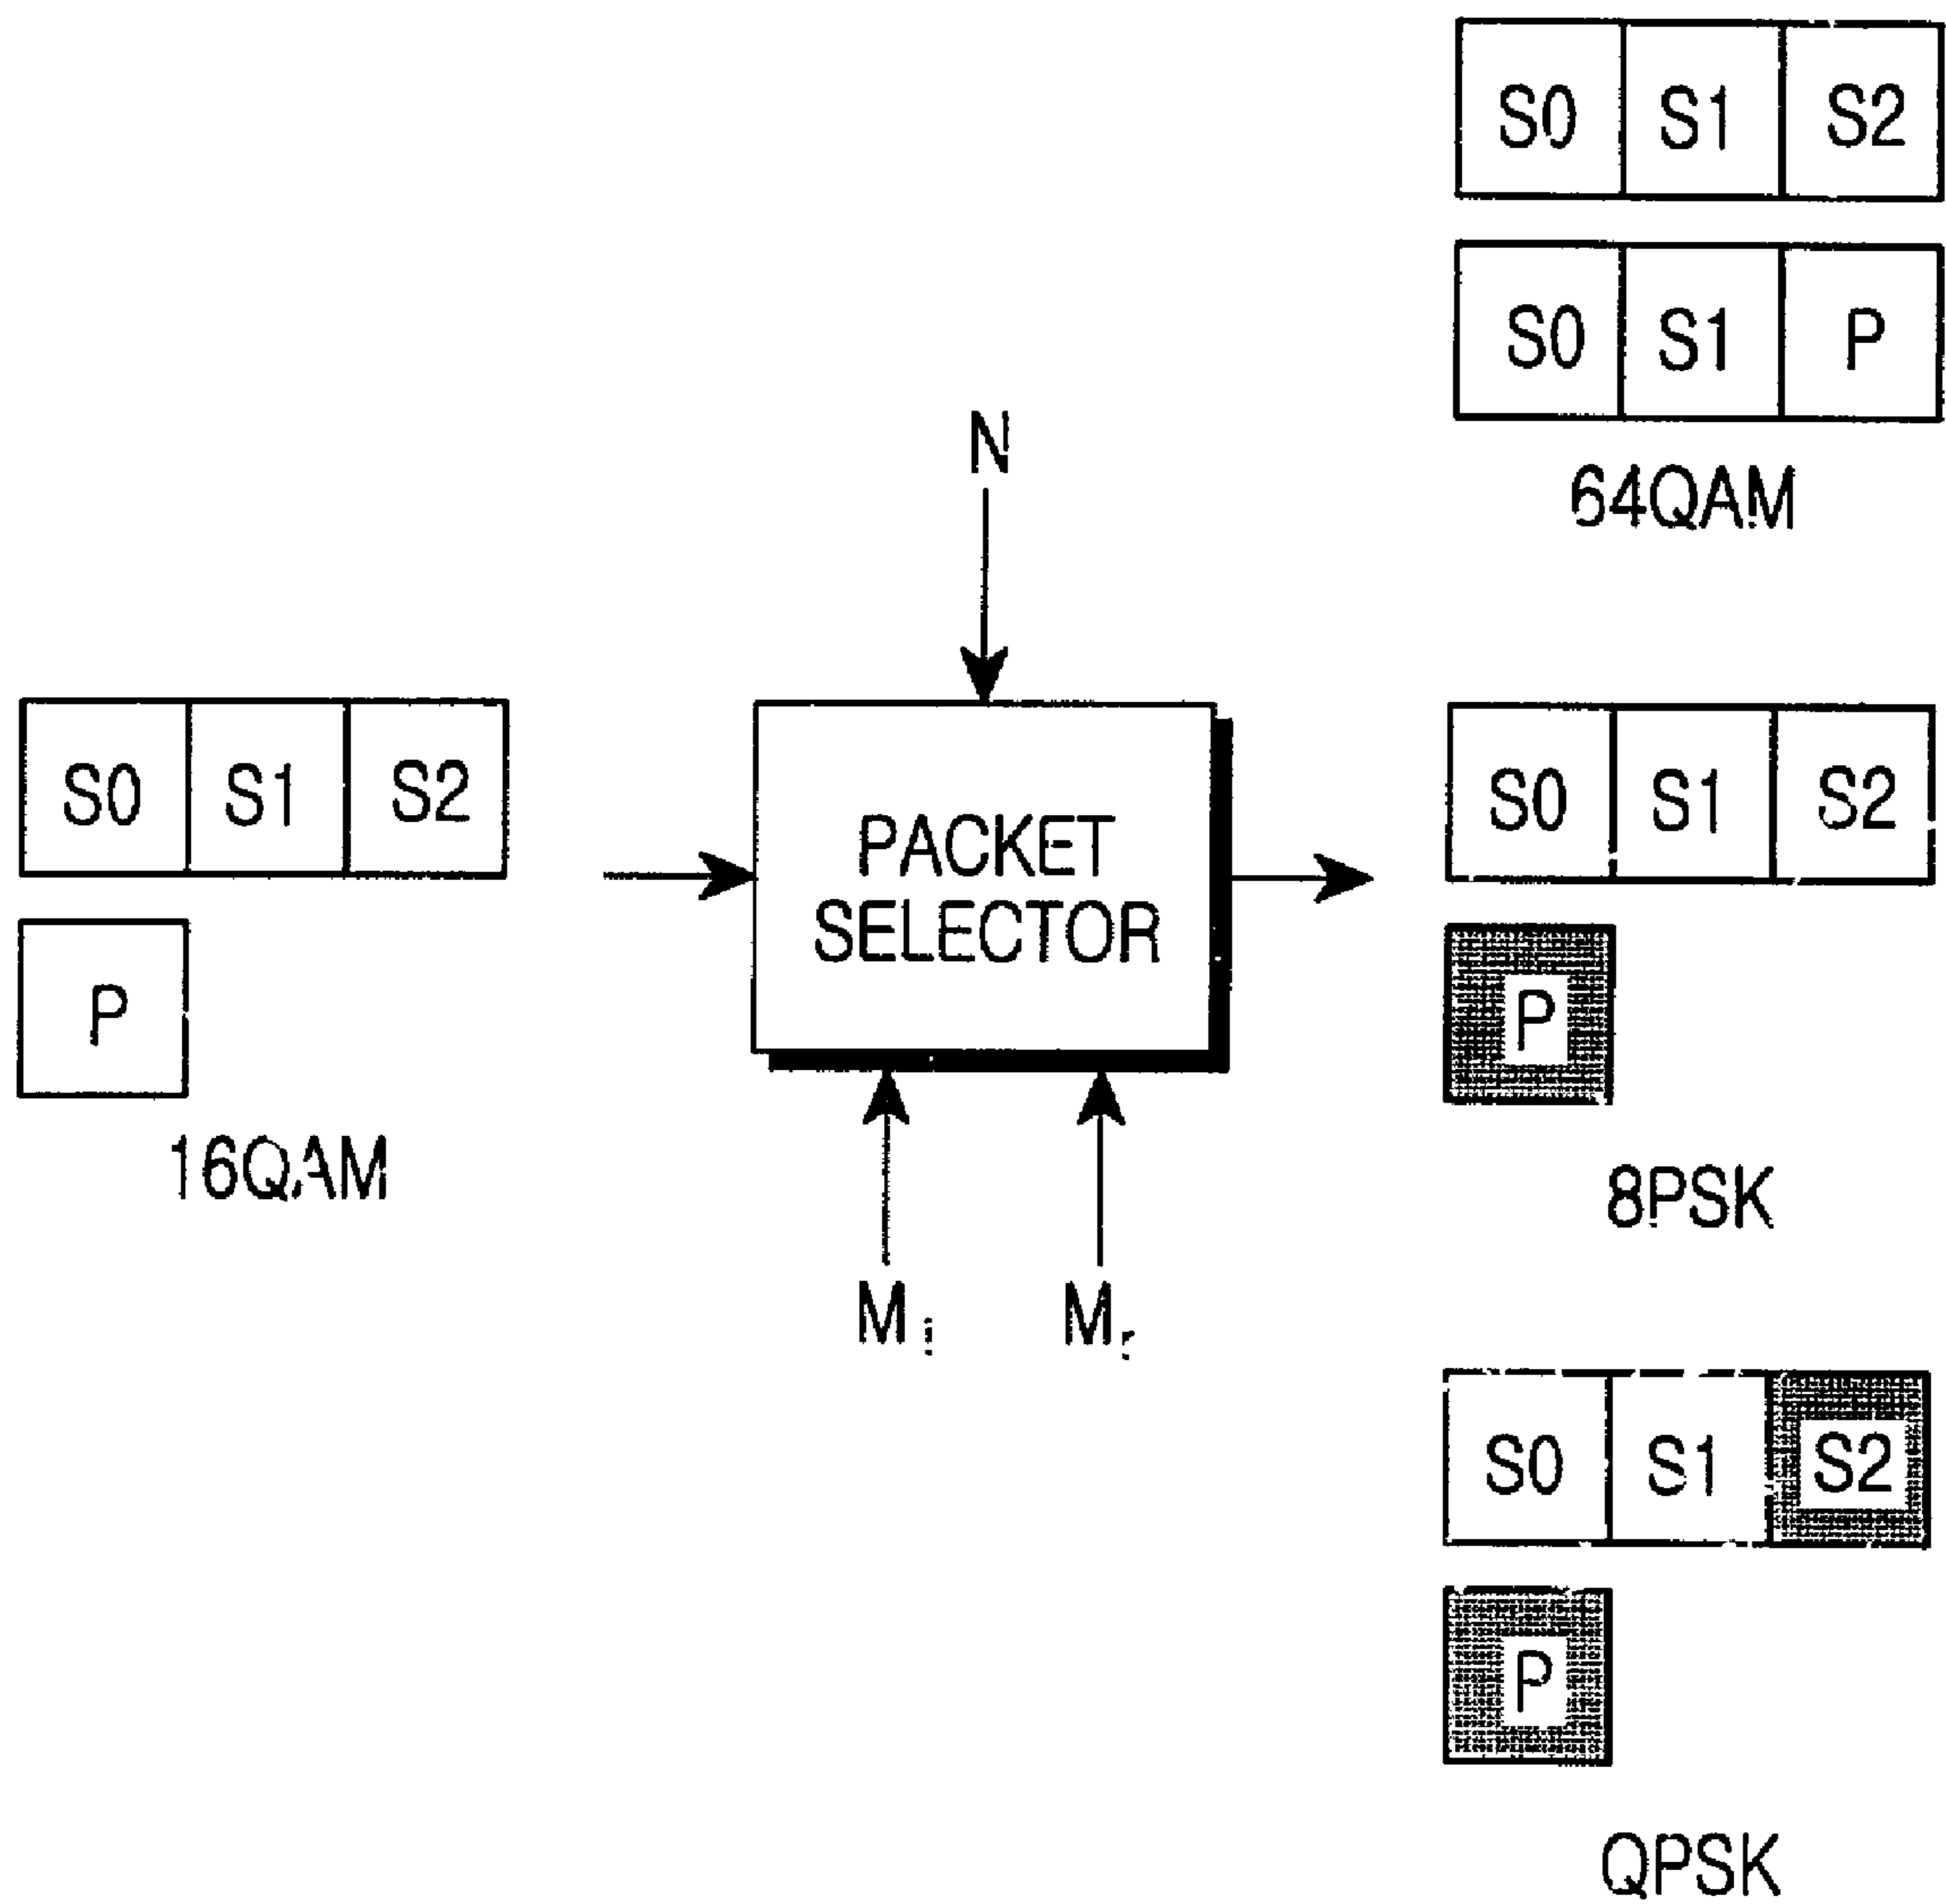 S0 S1 S2
S0 S1 P
64QAM
N
S0 S1 S2
P
16QAM
PACKET
SELECTOR
M
M
S0 S1 S2
P
8PSK
S0 S1 S2
P
QPSK